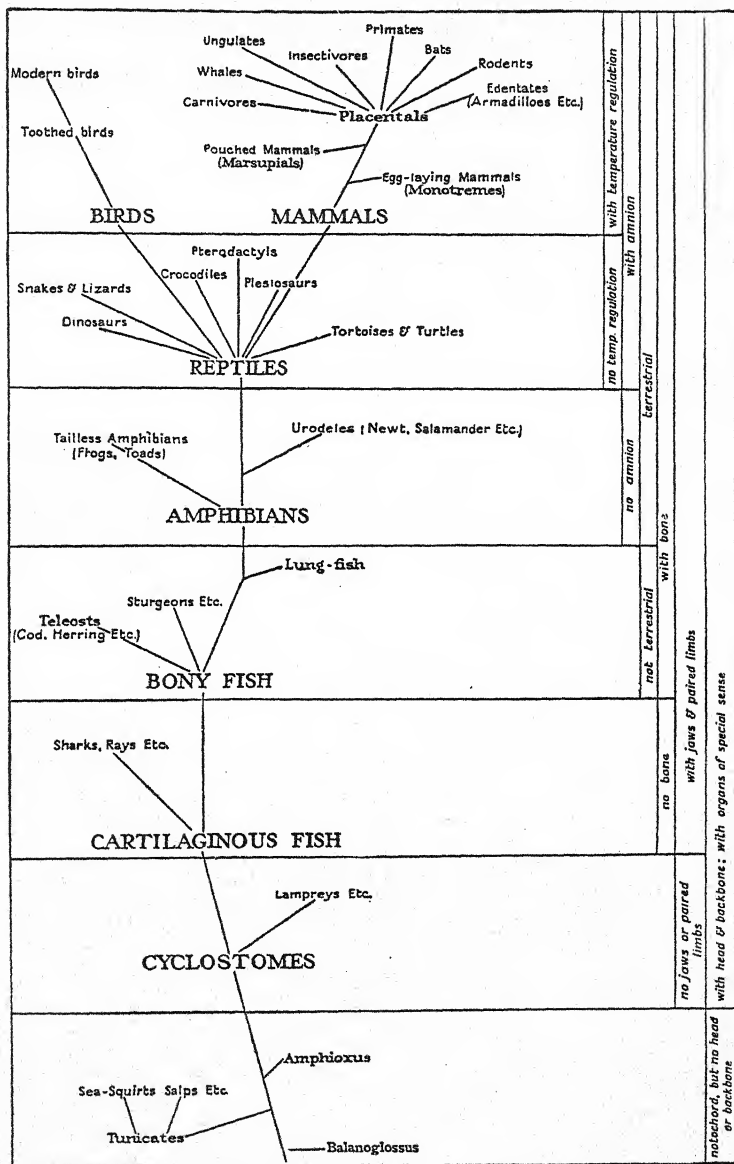 Primates
Ungulates
Insectivores
Bats
Modern birds
Whales
Rodents
Carnivores
Edentates
(Armadilloes Etc.)
Placentals
Toothed birds
Pouched Mammals
(Marsupials)
Egg-laying Mammals
(Monotremes)
BIRDS
MAMMALS
with temperature regulation
Pterodactyls
Crocodiles
Plesiosaurs
Snakes & Lizards
Dinosaurs
Tortoises & Turtles
REPTILES
no temp. regulation
with amnion
Tailless Amphibians
(Frogs, Toads)
Urodeles (Newt, Salamander Etc.)
AMPHIBIANS
no amnion
terrestrial
Lung-fish
Sturgeons Etc.
Teleosts
(Cod, Herring Etc.)
BONY FISH
not terrestrial
with bone
Sharks, Rays Etc.
CARTILAGINOUS FISH
no bone
with jaws & paired limbs
Lampreys Etc.
CYCLOSTOMES
no jaws or paired
limbs
with head & backbone; with organs of special sense
Amphioxus
Sea-Squirts Salps Etc.
Tunicates
Balanoglossus
notochord, but no head
or backbone